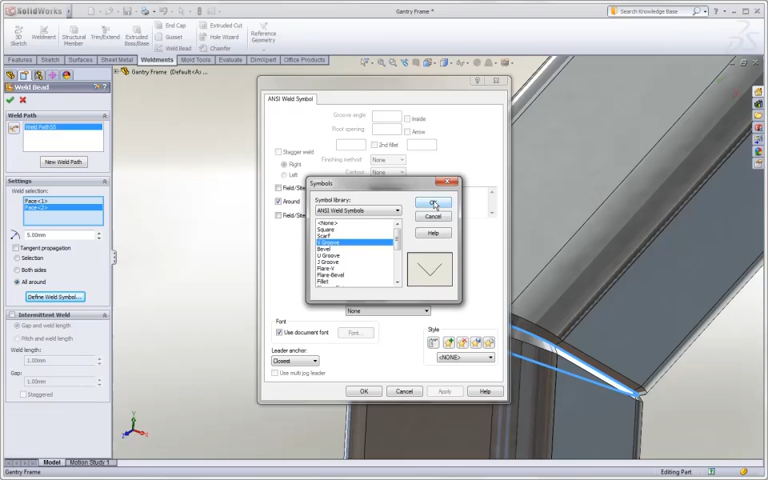 SolidWorks
Gantry Frame *
Search Knowledge Base
3D Sketch
Weldment
Structural Member
Trim/Extend
Extruded Boss/Base
End Cap
Gusset
Weld Bead
Extruded Cut
Hole Wizard
Chamfer
Reference Geometry
Features
Sketch
Surfaces
Sheet Metal
Weldments
Mold Tools
Evaluate
DimXpert
Office Products
Weld Bead
Gantry Frame (Default<As ...
Weld Path
Weld Path55
New Weld Path
Settings
Weld selection:
Face<1>
Face<2>
5.00mm
Tangent propagation
Selection
Both sides
All around
Define Weld Symbol...
Intermittent Weld
Gap and weld length
Pitch and weld length
Weld length:
1.00mm
Gap:
1.00mm
Staggered
ANSI Weld Symbol
Groove angle
Inside
Root opening
Arrow
Stagger weld
2nd fillet
Right
Finishing method:
None
Left
Contour
None
Field/Site
Around
Field/Site
Symbols
Symbol library:
ANSI Weld Symbols
<None>
Square
Scarf
V Groove
Bevel
U Groove
J Groove
Flare-V
Flare-Bevel
Fillet
OK
Cancel
Help
None
Font
Use document font
Font...
Leader anchor:
Closest
Use multi jog leader
Style
<NONE>
OK
Cancel
Apply
Help
Model
Motion Study 1
Gantry Frame
Editing Part